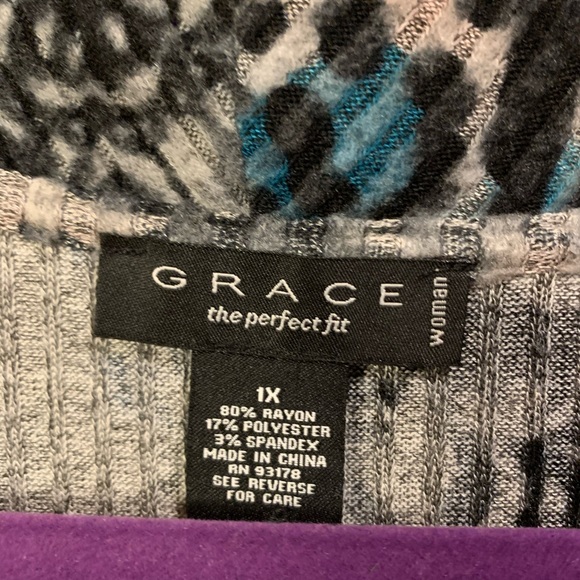 GRACE
the perfect fit
woman
1X
80% RAYON
17% POLYESTER
3% SPANDEX
MADE IN CHINA
RN 93178
SEE REVERSE
FOR CARE